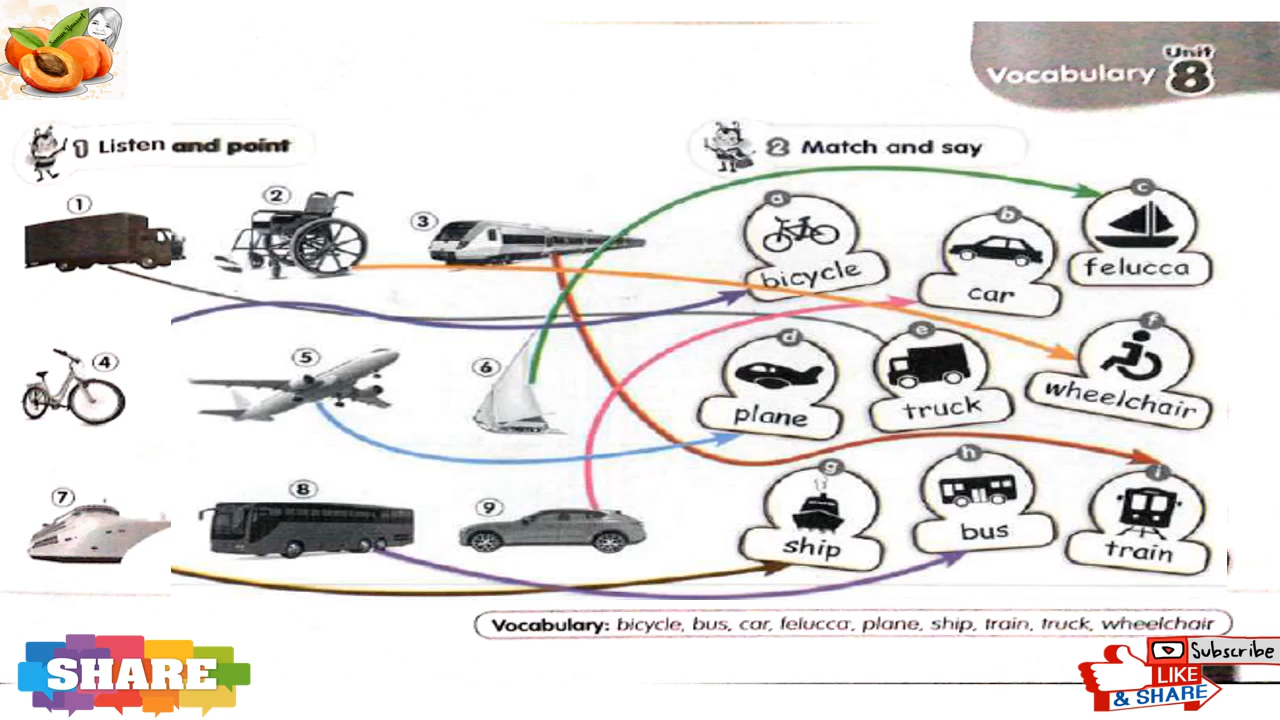 Vocabulary Unit 8
1 Listen and point
2 Match and say
1
2
3
4
5
6
7
8
9
a
bicycle
b
car
c
felucca
d
plane
e
truck
f
wheelchair
g
ship
h
bus
i
train
Vocabulary: bicycle, bus, car, felucca, plane, ship, train, truck, wheelchair
SHARE
Subscribe
LIKE
& SHARE